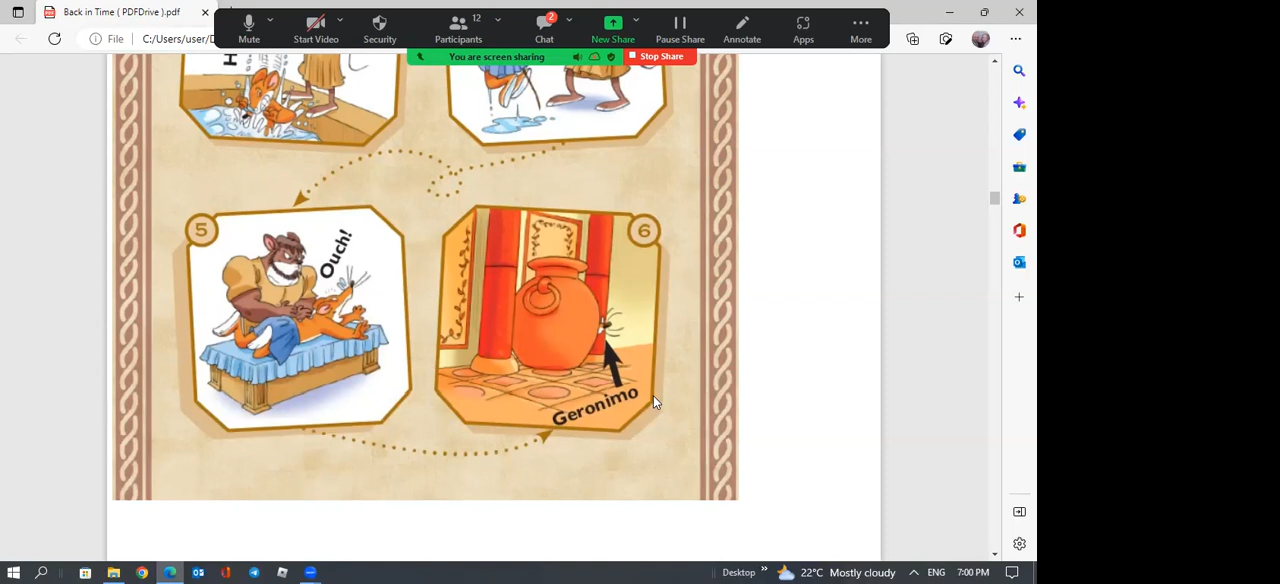 Back in Time ( PDFDrive ).pdf
Mute
Start Video
Security
12
Participants
2
Chat
New Share
Pause Share
Annotate
Apps
More
File
C:/Users/user/
You are screen sharing
Stop Share
5
Ouch!
6
Geronimo
Desktop
22°C Mostly cloudy
ENG
7:00 PM